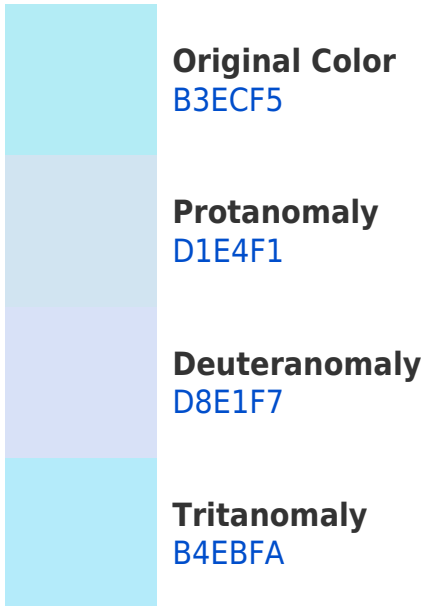 Original Color
B3ECF5
Protanomaly
D1E4F1
Deuteranomaly
D8E1F7
Tritanomaly
B4EBFA